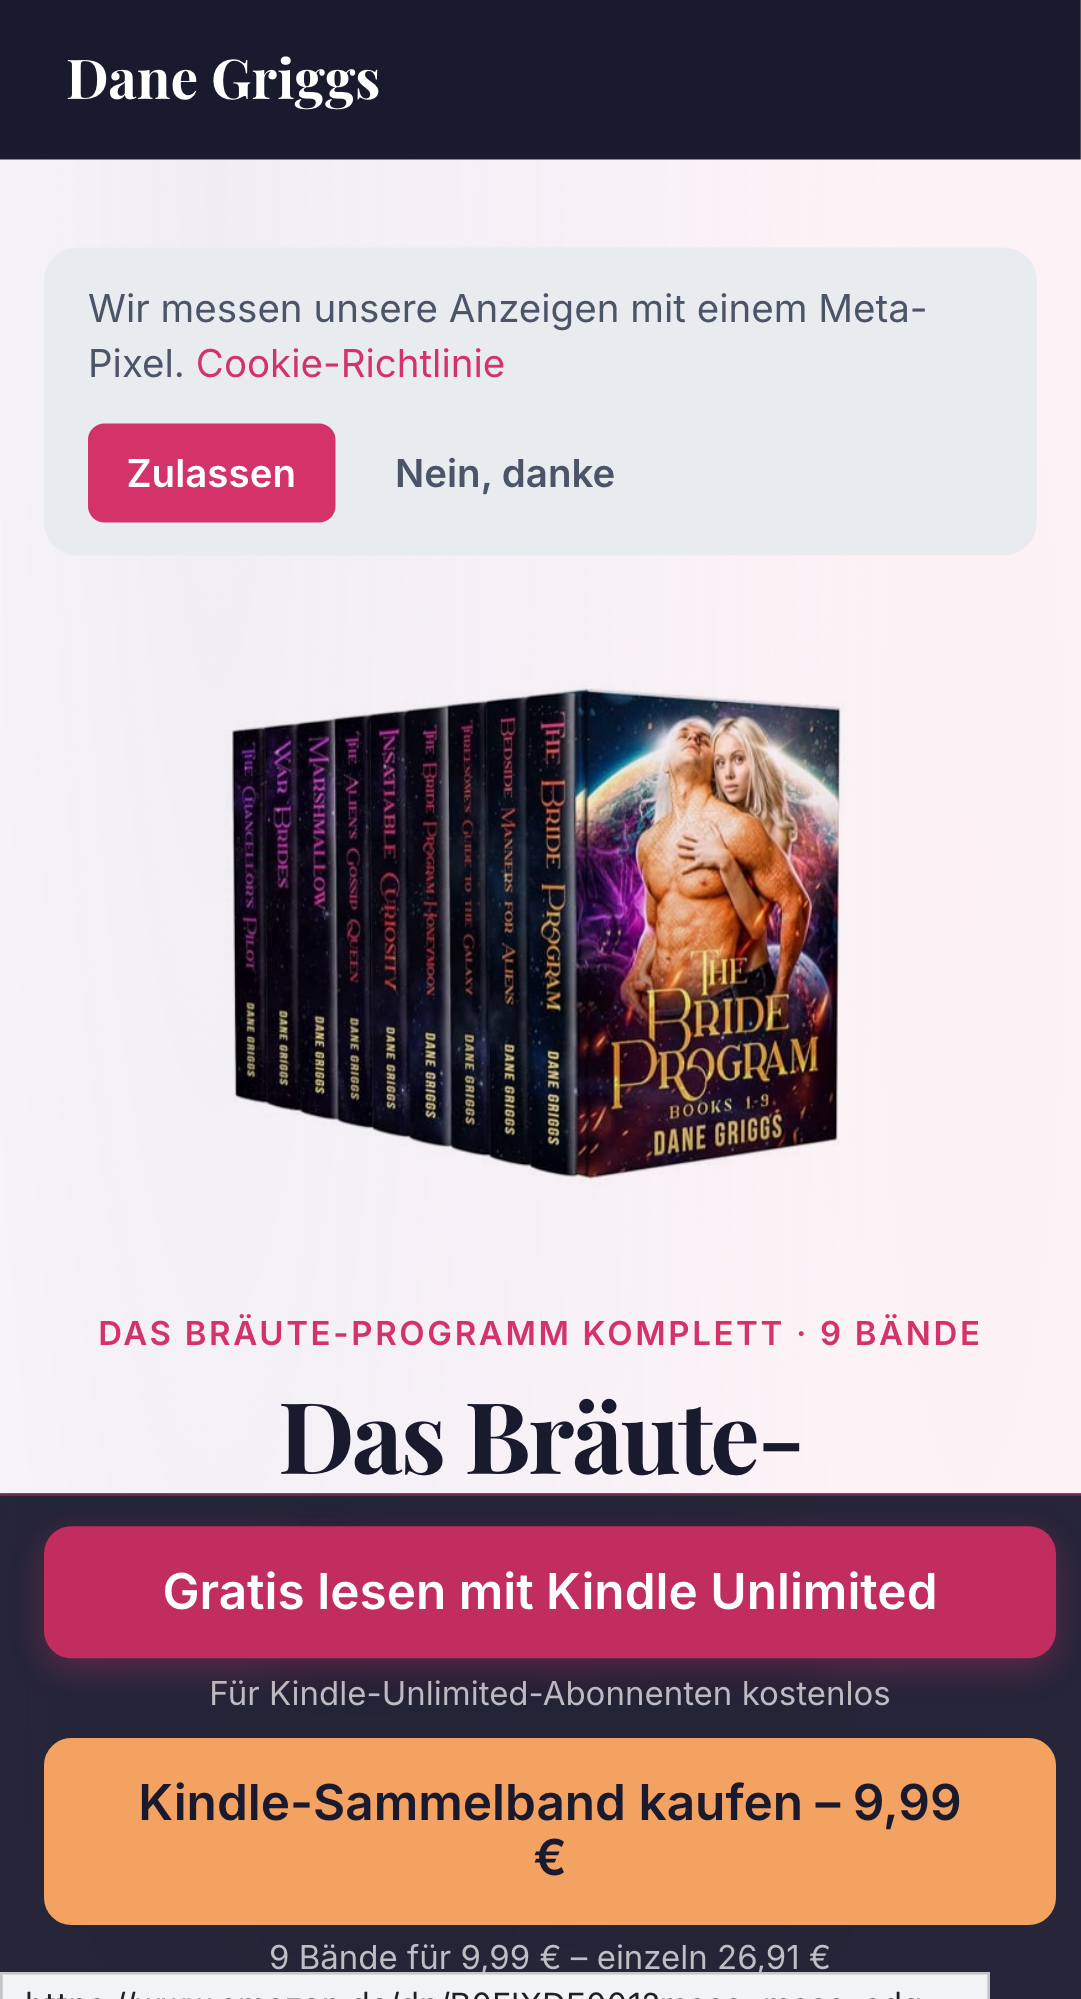 Dane Griggs
Wir messen unsere Anzeigen mit einem Meta-
Pixel. Cookie-Richtlinie
Zulassen
Nein, danke
THE CHANCELLOR'S PILOT DANE GRIGGS
WAR BRIDES DANE GRIGGS
MARSHMALLOW DANE GRIGGS
THE ALIEN'S GOSSIP QUEEN DANE GRIGGS
INSATIABLE CURIOSITY DANE GRIGGS
THE BRIDE PROGRAM HONEYMOON DANE GRIGGS
THREESOME'S GUIDE TO THE GALAXY DANE GRIGGS
BEDSIDE MANNERS FOR ALIENS DANE GRIGGS
THE BRIDE PROGRAM DANE GRIGGS
THE
BRIDE
PROGRAM
BOOKS 1-9
DANE GRIGGS
DAS BRÄUTE-PROGRAMM KOMPLETT · 9 BÄNDE
Das Bräute-
Gratis lesen mit Kindle Unlimited
Für Kindle-Unlimited-Abonnenten kostenlos
Kindle-Sammelband kaufen – 9,99
€
9 Bände für 9,99 € – einzeln 26,91 €